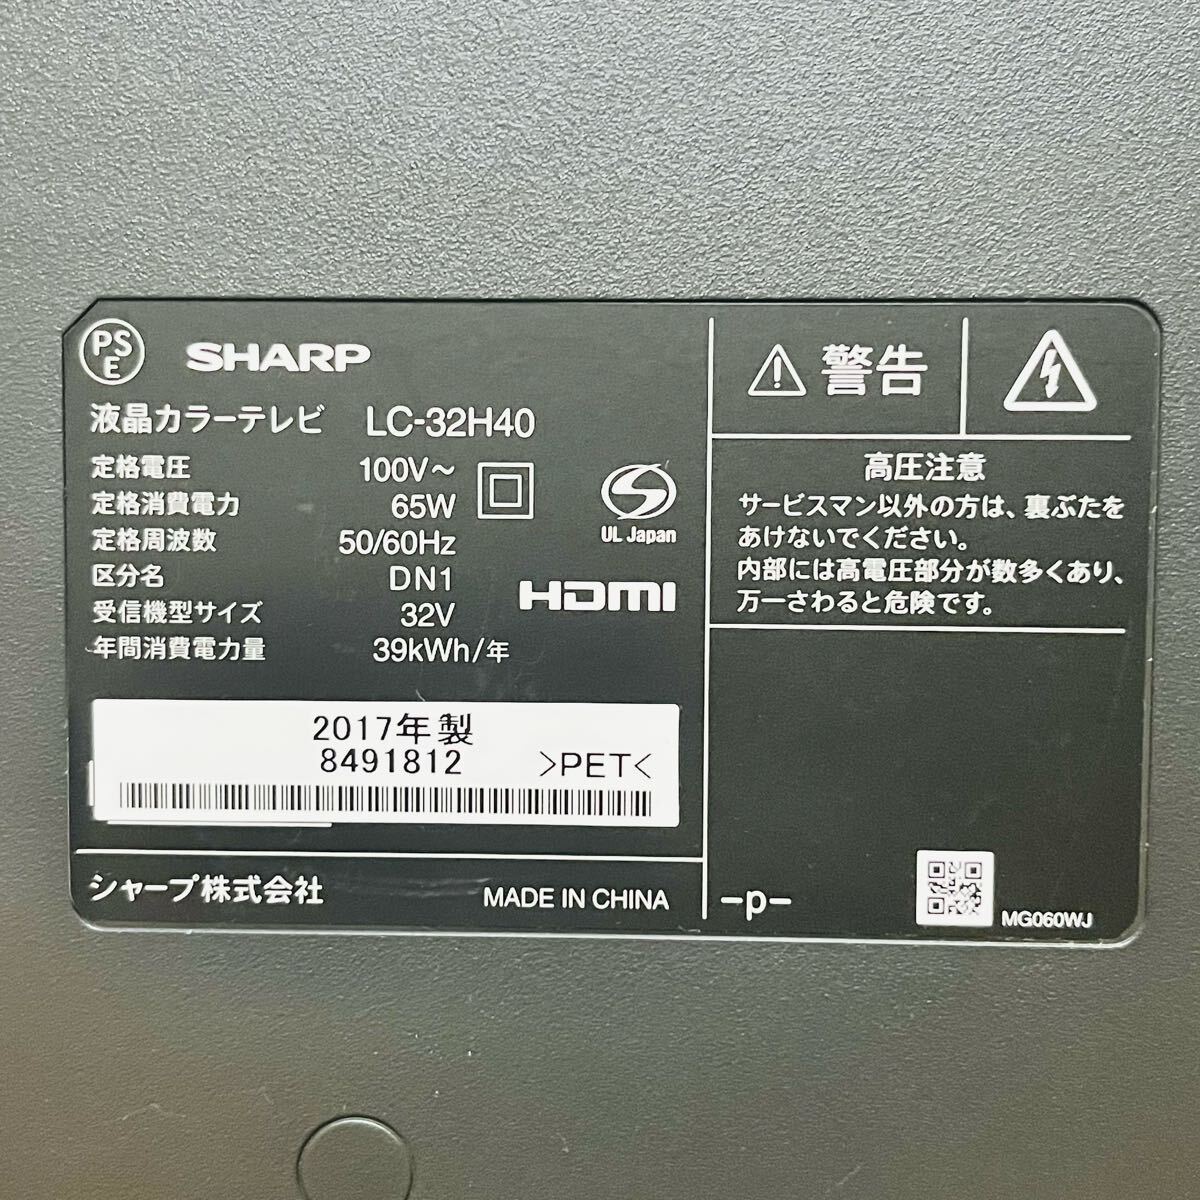 PS
E
SHARP
液晶カラーテレビ LC-32H40
定格電圧 100V～
定格消費電力 65W
定格周波数 50/60Hz
区分名 DN1
受信機型サイズ 32V
年間消費電力量 39kWh/年
UL Japan
HDMI
2017年製
8491812 >PET<
シャープ株式会社 MADE IN CHINA
警告
高圧注意
サービスマン以外の方は、裏ぶたを
あけないでください。
内部には高電圧部分が数多くあり、
万一さわると危険です。
-p-
MG060WJ